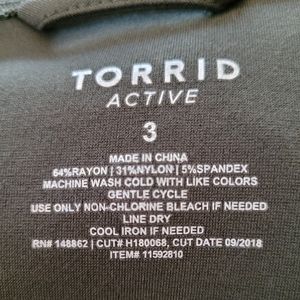 TORRID
ACTIVE
3
MADE IN CHINA
64%RAYON | 31%NYLON | 5%SPANDEX
MACHINE WASH COLD WITH LIKE COLORS
GENTLE CYCLE
USE ONLY NON-CHLORINE BLEACH IF NEEDED
LINE DRY
COOL IRON IF NEEDED
RN# 148862 | CUT# H180068, CUT DATE 09/2018
ITEM# 11592810